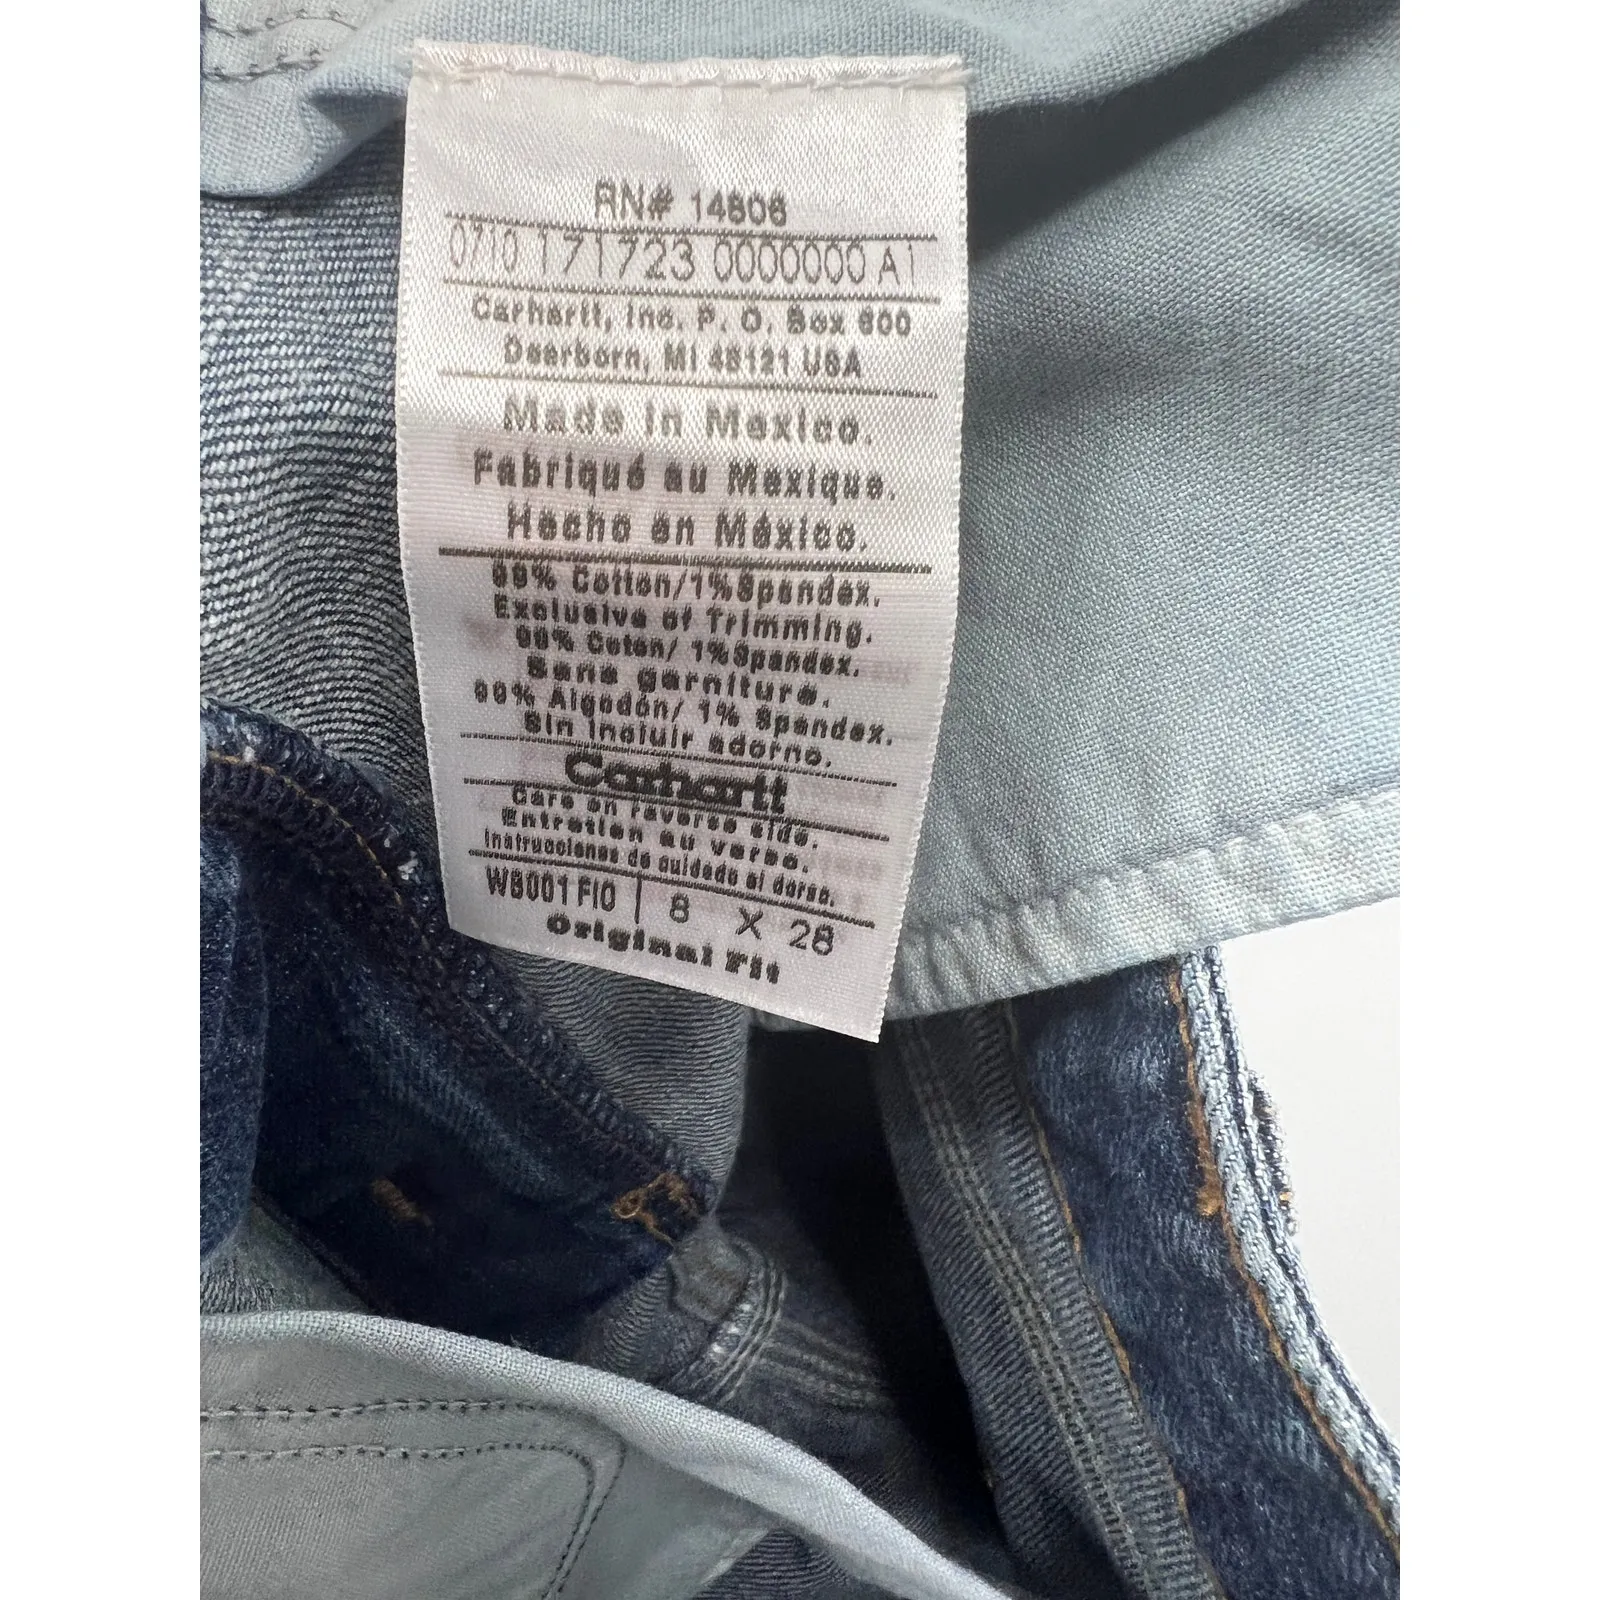 RN# 14806
0710 171723 0000000 A1
Carhartt, Inc. P. O. Box 600
Dearborn, MI 48121 USA
Made in Mexico.
Fabriqué au Mexique.
Hecho en México.
99% Cotton/1%Spandex.
Exclusive of Trimming.
99% Coton/ 1%Spandex.
Sans garniture.
99% Algodón/ 1% Spandex.
Sin incluir adorno.
Carhartt
Care on reverse side.
Entretien au verso.
Instrucciones de cuidado al dorso.
WB001 FIO 8 X 28
Original Fit